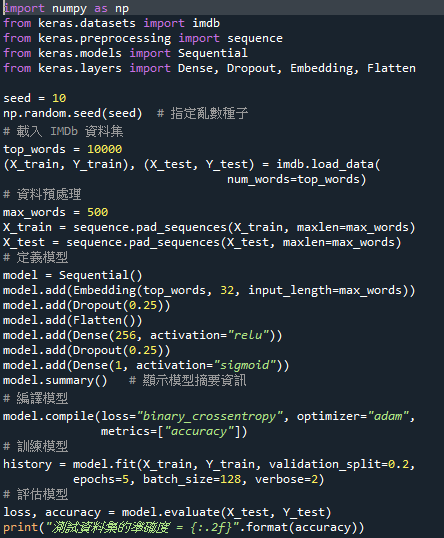 import numpy as np
from keras.datasets import imdb
from keras.preprocessing import sequence
from keras.models import Sequential
from keras.layers import Dense, Dropout, Embedding, Flatten
seed = 10
np.random.seed(seed)  # 指定亂數種子
# 載入 IMDb 資料集
top_words = 10000
(X_train, Y_train), (X_test, Y_test) = imdb.load_data(
                             num_words=top_words)
# 資料預處理
max_words = 500
X_train = sequence.pad_sequences(X_train, maxlen=max_words)
X_test = sequence.pad_sequences(X_test, maxlen=max_words)
# 定義模型
model = Sequential()
model.add(Embedding(top_words, 32, input_length=max_words))
model.add(Dropout(0.25))
model.add(Flatten())
model.add(Dense(256, activation="relu"))
model.add(Dropout(0.25))
model.add(Dense(1, activation="sigmoid"))
model.summary()   # 顯示模型摘要資訊
# 編譯模型
model.compile(loss="binary_crossentropy", optimizer="adam",
              metrics=["accuracy"])
# 訓練模型
history = model.fit(X_train, Y_train, validation_split=0.2,
          epochs=5, batch_size=128, verbose=2)
# 評估模型
loss, accuracy = model.evaluate(X_test, Y_test)
print("測試資料集的準確度 = {:.2f}".format(accuracy))